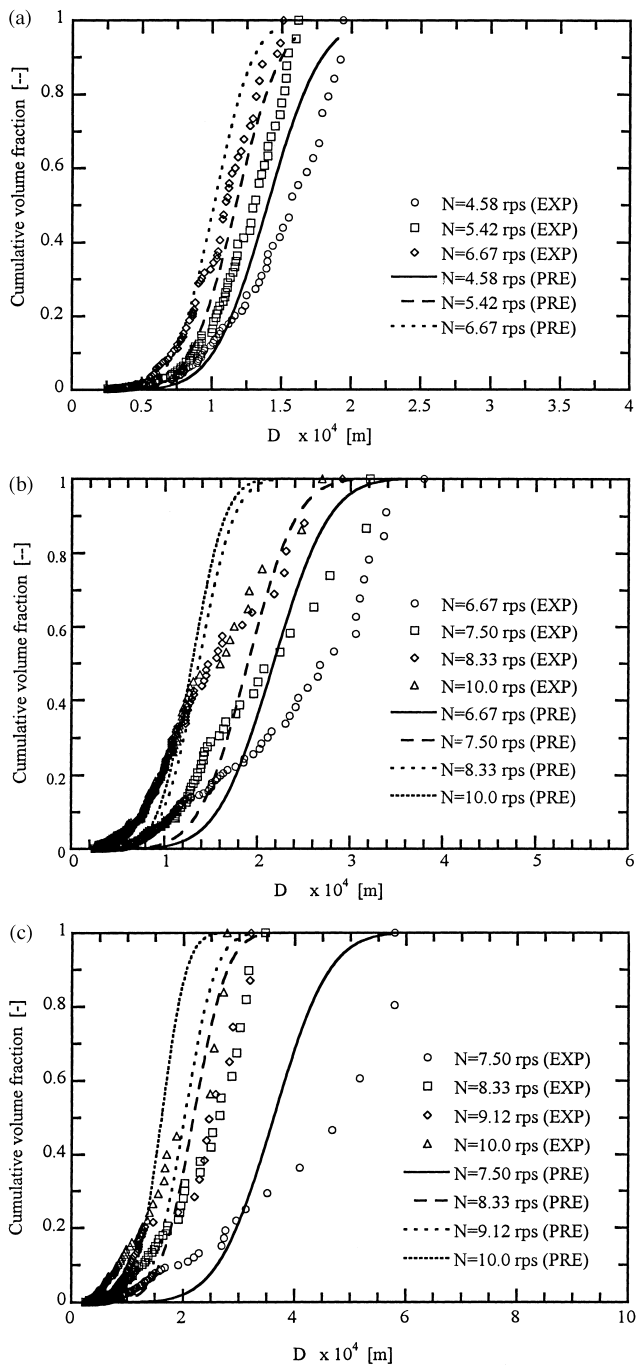 (a)
Cumulative volume fraction [--]
1
0.8
0.6
0.4
0.2
0
N=4.58 rps (EXP)
N=5.42 rps (EXP)
N=6.67 rps (EXP)
N=4.58 rps (PRE)
N=5.42 rps (PRE)
N=6.67 rps (PRE)
0 0.5 1 1.5 2 2.5 3 3.5 4
D x 10⁴ [m]
(b)
Cumulative volume fraction [--]
1
0.8
0.6
0.4
0.2
0
N=6.67 rps (EXP)
N=7.50 rps (EXP)
N=8.33 rps (EXP)
N=10.0 rps (EXP)
N=6.67 rps (PRE)
N=7.50 rps (PRE)
N=8.33 rps (PRE)
N=10.0 rps (PRE)
0 1 2 3 4 5 6
D x 10⁴ [m]
(c)
Cumulative volume fraction [-]
1
0.8
0.6
0.4
0.2
0
N=7.50 rps (EXP)
N=8.33 rps (EXP)
N=9.12 rps (EXP)
N=10.0 rps (EXP)
N=7.50 rps (PRE)
N=8.33 rps (PRE)
N=9.12 rps (PRE)
N=10.0 rps (PRE)
0 2 4 6 8 10
D x 10⁴ [m]